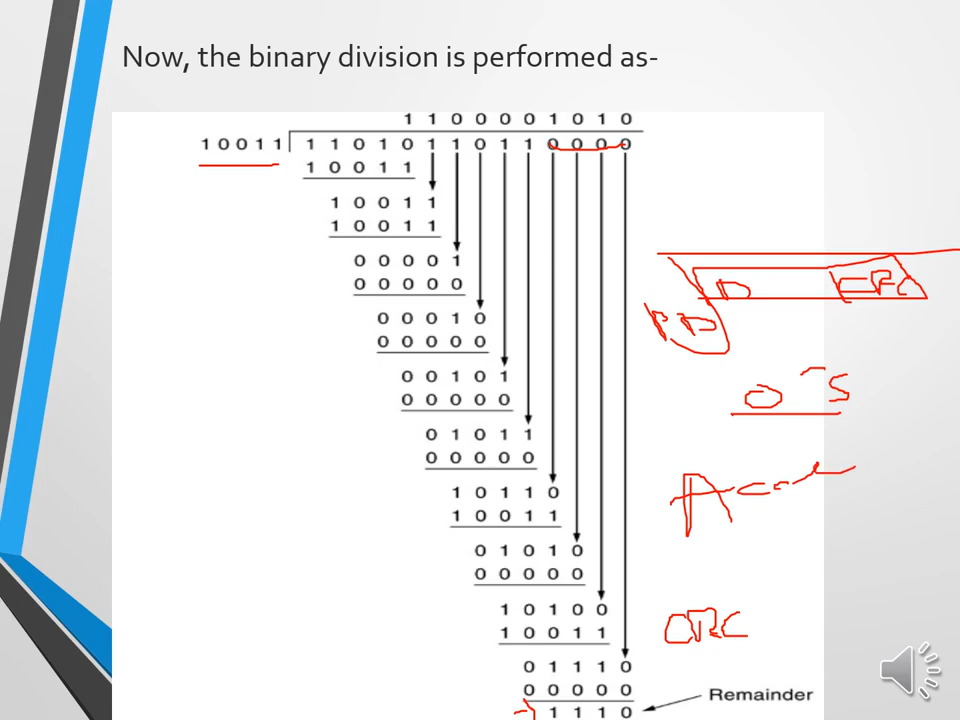 Now, the binary division is performed as-
1 1 0 0 0 0 1 0 1 0
1 0 0 1 1 1 1 0 1 0 1 1 0 1 1 0 0 0 0
1 0 0 1 1
1 0 0 1 1
1 0 0 1 1
0 0 0 0 1
0 0 0 0 0
0 0 0 1 0
0 0 0 0 0
0 0 1 0 1
0 0 0 0 0
0 1 0 1 1
0 0 0 0 0
1 0 1 1 0
1 0 0 1 1
0 1 0 1 0
0 0 0 0 0
1 0 1 0 0
1 0 0 1 1
0 1 1 1 0
0 0 0 0 0
Remainder
1 1 1 0
D
0 S